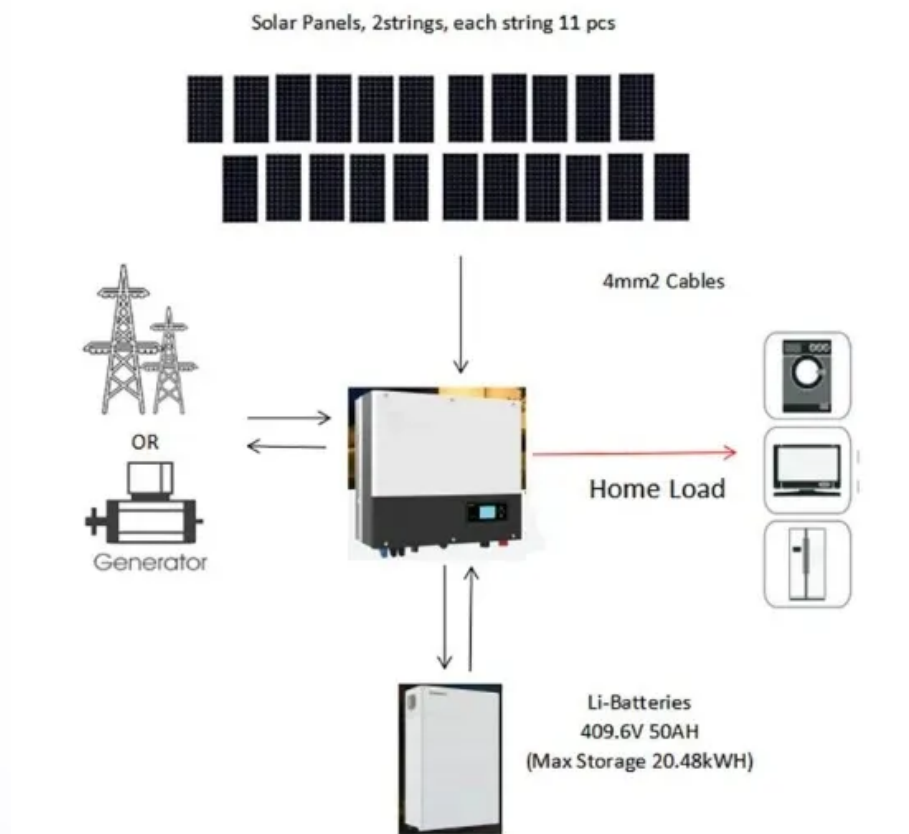 Solar Panels, 2strings, each string 11 pcs
4mm2 Cables
OR
Generator
Home Load
Li-Batteries
409.6V 50AH
(Max Storage 20.48kWH)